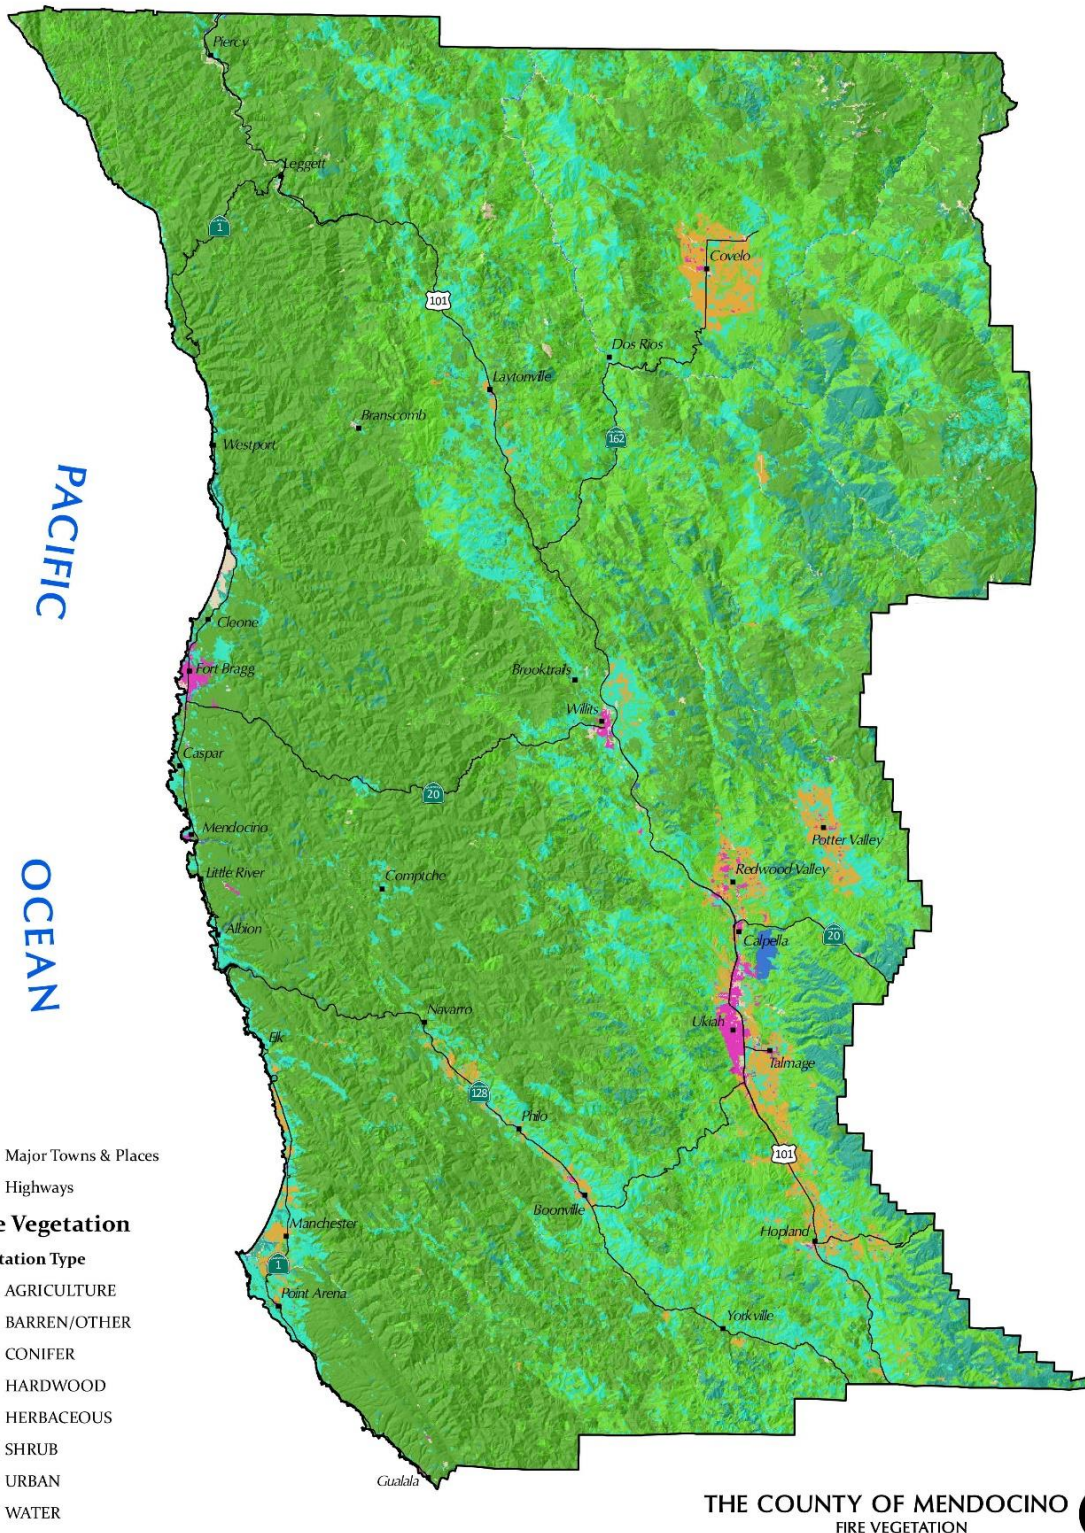 Piercy
Leggett
1
Covelo
101
Dos Rios
Laytonville
Branscomb
162
Westport
PACIFIC
Cleone
Fort Bragg
Brooktrails
Willits
Caspar
20
Mendocino
Potter Valley
Little River
Redwood Valley
Comptche
OCEAN
Albion
Calpella
20
Navarro
Ukiah
Elk
Talmage
128
Philo
101
Major Towns & Places
Highways
Boonville
e Vegetation
Manchester
Hopland
tation Type
1
AGRICULTURE
Point Arena
BARREN/OTHER
Yorkville
CONIFER
HARDWOOD
HERBACEOUS
SHRUB
URBAN
Gualala
WATER
THE COUNTY OF MENDOCINO
FIRE VEGETATION